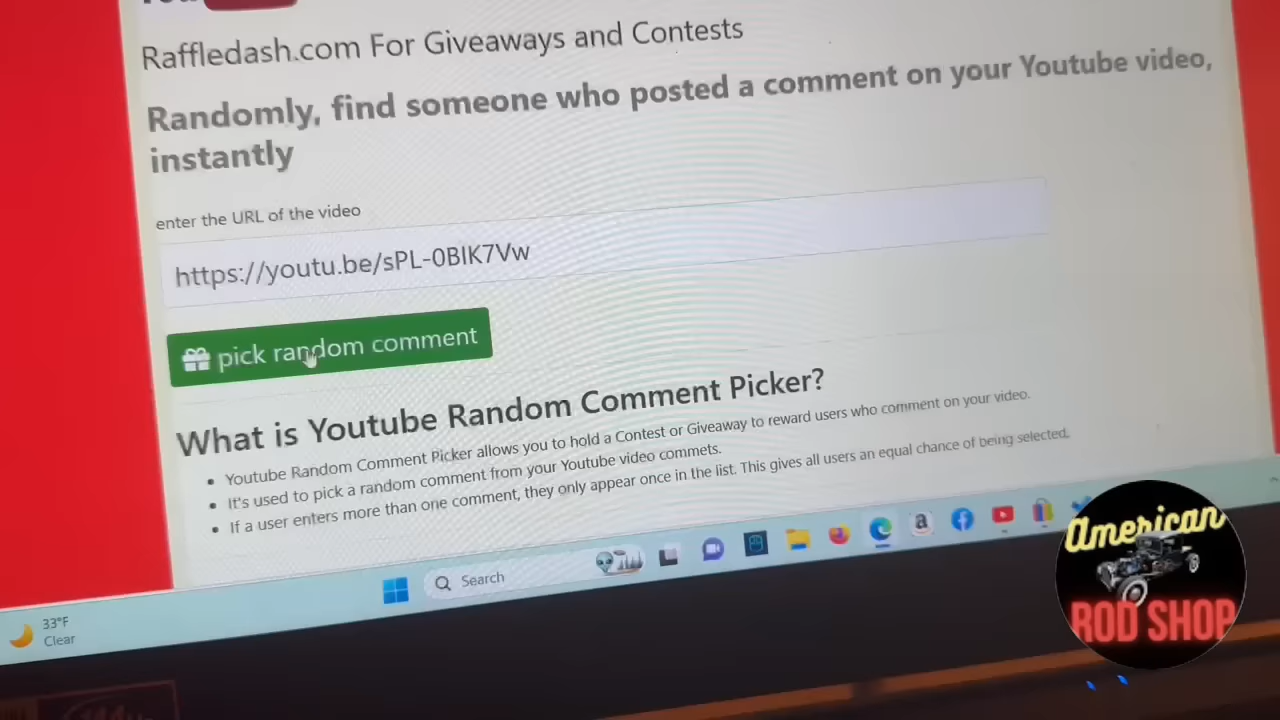 Raffledash.com For Giveaways and Contests
Randomly, find someone who posted a comment on your Youtube video,
instantly
enter the URL of the video
https://youtu.be/sPL-0BIK7Vw
pick random comment
What is Youtube Random Comment Picker?
Youtube Random Comment Picker allows you to hold a Contest or Giveaway to reward users who comment on your video.
It's used to pick a random comment from your Youtube video commets.
If a user enters more than one comment, they only appear once in the list. This gives all users an equal chance of being selected.
Search
a
33°F
Clear
American
ROD SHOP